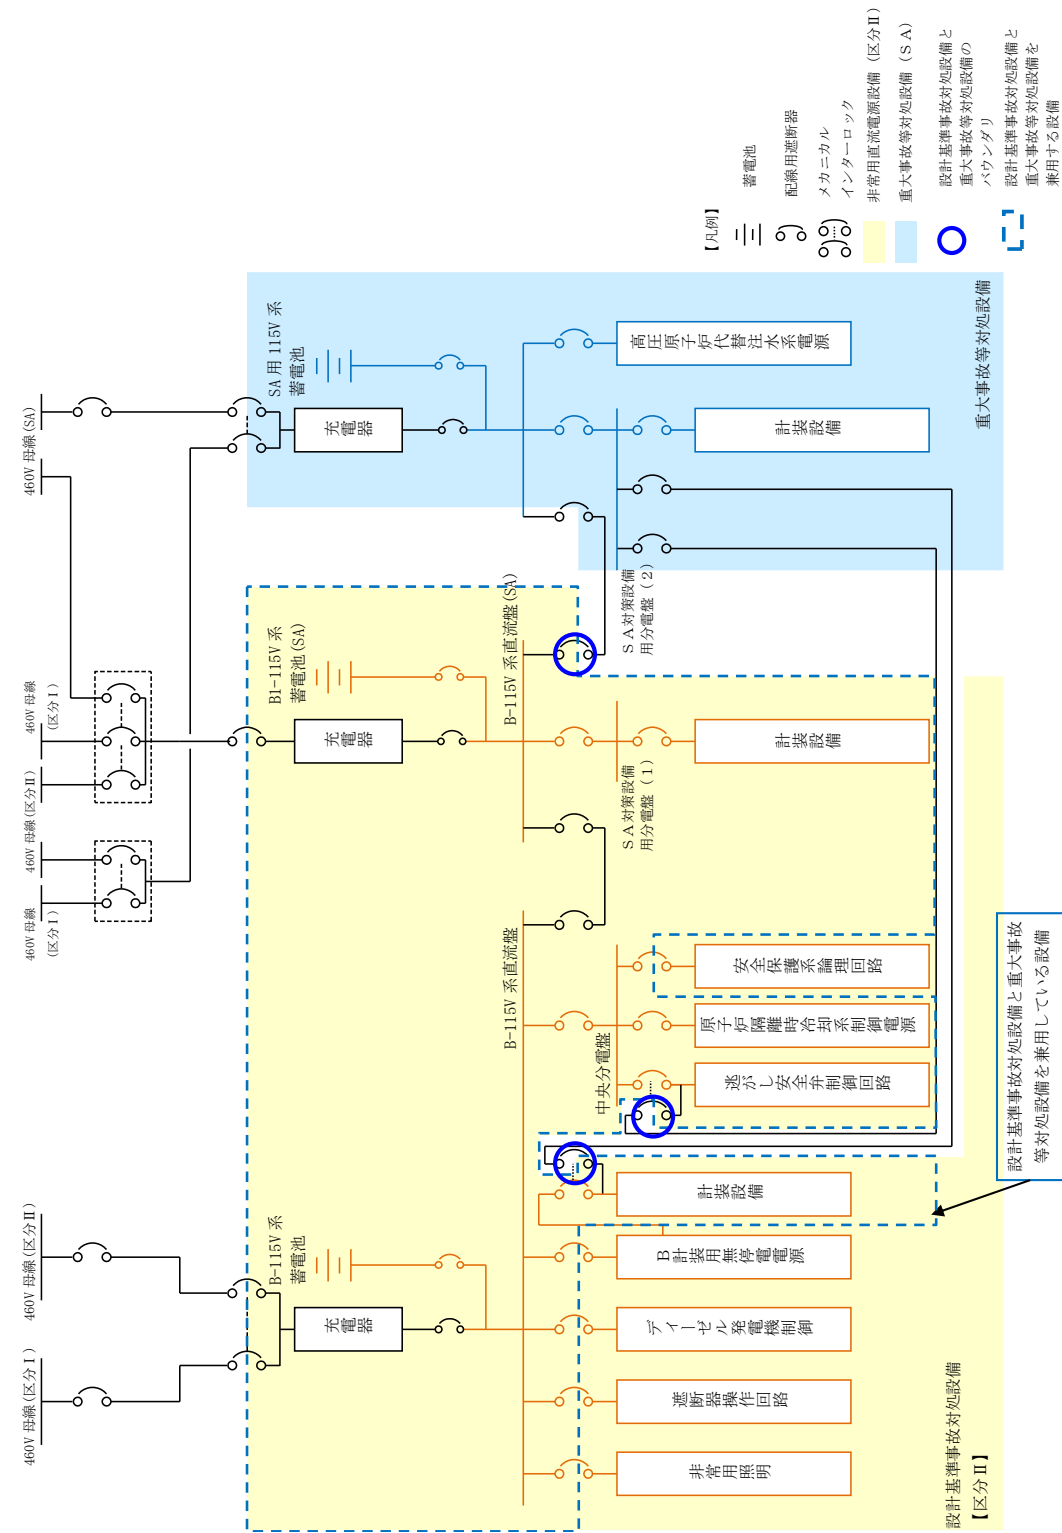 【凡例】
蓄電池
配線用遮断器
メカニカル
インターロック
非常用直流電源設備（区分Ⅱ）
重大事故等対処設備（ＳＡ）
設計基準事故対処設備と
重大事故等対処設備の
バウンダリ
設計基準事故対処設備と
重大事故等対処設備を
兼用する設備
460V 母線(SA)
SA 用 115V 系
蓄電池
充電器
高圧原子炉代替注水系電源
計装設備
重大事故等対処設備
ＳＡ対策設備
用分電盤（２）
460V 母線
(区分Ⅰ)
460V 母線(区分Ⅱ)
460V 母線
(区分Ⅰ)
B1-115V 系
蓄電池(SA)
充電器
B-115V 系直流盤(SA)
計装設備
ＳＡ対策設備
用分電盤（１）
B-115V 系直流盤
中央分電盤
安全保護系論理回路
原子炉隔離時冷却系制御電源
逃がし安全弁制御回路
計装設備
設計基準事故対処設備と重大事故
等対処設備を兼用している設備
460V 母線(区分Ⅱ)
460V 母線(区分Ⅰ)
B-115V 系
蓄電池
充電器
B計装用無停電電源
ディーゼル発電機制御
遮断器操作回路
非常用照明
設計基準事故対処設備
【区分Ⅱ】